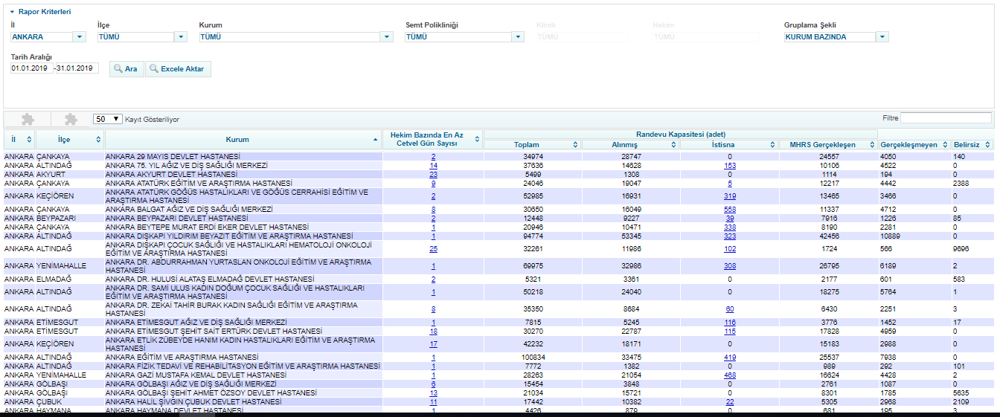 Rapor Kriterleri
İl İlçe Kurum Semt Polikliniği Klinik Hekim Gruplama Şekli
ANKARA TÜMÜ TÜMÜ TÜMÜ TÜMÜ TÜMÜ KURUM BAZINDA
Tarih Aralığı
01.01.2019 -31.01.2019 Ara Excele Aktar
50 Kayıt Gösteriliyor Filtre
İl İlçe Kurum Hekim Bazında En Az Cetvel Gün Sayısı Randevu Kapasitesi (adet)
Toplam Alınmış İstisna MHRS Gerçekleşen Gerçekleşmeyen Belirsiz
ANKARA ÇANKAYA ANKARA 29 MAYIS DEVLET HASTANESİ 2 34974 28747 0 24557 4050 140
ANKARA ALTINDAĞ ANKARA 75. YIL AĞIZ VE DİŞ SAĞLIĞI MERKEZİ 14 37636 14628 153 10106 4522 0
ANKARA AKYURT ANKARA AKYURT DEVLET HASTANESİ 23 5499 1308 0 1114 194 0
ANKARA ÇANKAYA ANKARA ATATÜRK EĞİTİM VE ARAŞTIRMA HASTANESİ 9 24046 19047 5 12217 4442 2388
ANKARA KEÇİÖREN ANKARA ATATÜRK GÖĞÜS HASTALIKLARI VE GÖĞÜS CERRAHİSİ EĞİTİM VE
ARAŞTIRMA HASTANESİ 2 52985 16931 319 13465 3466 0
ANKARA ÇANKAYA ANKARA BALGAT AĞIZ VE DİŞ SAĞLIĞI MERKEZİ 8 30650 16049 558 11337 4712 0
ANKARA BEYPAZARI ANKARA BEYPAZARI DEVLET HASTANESİ 2 12448 9227 39 7916 1226 85
ANKARA ÇANKAYA ANKARA BEYTEPE MURAT ERDİ EKER DEVLET HASTANESİ 1 20946 10471 338 8190 2281 0
ANKARA ALTINDAĞ ANKARA DIŞKAPI YILDIRIM BEYAZIT EĞİTİM VE ARAŞTIRMA HASTANESİ 1 94774 53345 323 42456 10889 0
ANKARA ALTINDAĞ ANKARA DIŞKAPI ÇOCUK SAĞLIĞI VE HASTALIKLARI HEMATOLOJİ ONKOLOJİ
EĞİTİM VE ARAŞTIRMA HASTANESİ 25 32261 11986 102 1724 566 9696
ANKARA YENİMAHALLE ANKARA DR. ABDURRAHMAN YURTASLAN ONKOLOJİ EĞİTİM VE ARAŞTIRMA
HASTANESİ 1 69975 32986 308 26795 6189 2
ANKARA ELMADAĞ ANKARA DR. HULUSİ ALATAŞ ELMADAĞ DEVLET HASTANESİ 2 5321 3361 0 2177 601 583
ANKARA ALTINDAĞ ANKARA DR. SAMİ ULUS KADIN DOĞUM ÇOCUK SAĞLIĞI VE HASTALIKLARI
EĞİTİM VE ARAŞTIRMA HASTANESİ 1 50218 24040 0 18275 5764 1
ANKARA ALTINDAĞ ANKARA DR. ZEKAİ TAHİR BURAK KADIN SAĞLIĞI EĞİTİM VE ARAŞTIRMA
HASTANESİ 8 35350 8684 60 6430 2251 3
ANKARA ETİMESGUT ANKARA ETİMESGUT AĞIZ VE DİŞ SAĞLIĞI MERKEZİ 1 7815 5245 116 3776 1452 17
ANKARA ETİMESGUT ANKARA ETİMESGUT ŞEHİT SAİT ERTÜRK DEVLET HASTANESİ 18 30270 22787 115 17828 4959 0
ANKARA KEÇİÖREN ANKARA ETLİK ZÜBEYDE HANIM KADIN HASTALIKLARI EĞİTİM VE ARAŞTIRMA
HASTANESİ 17 42232 18171 0 15183 2988 0
ANKARA ALTINDAĞ ANKARA EĞİTİM VE ARAŞTIRMA HASTANESİ 1 100834 33475 419 25537 7938 0
ANKARA ALTINDAĞ ANKARA FİZİK TEDAVİ VE REHABİLİTASYON EĞİTİM VE ARAŞTIRMA HASTANESİ 1 7772 1382 0 989 292 101
ANKARA YENİMAHALLE ANKARA GAZİ MUSTAFA KEMAL DEVLET HASTANESİ 1 28263 21054 468 16624 4428 2
ANKARA GÖLBAŞI ANKARA GÖLBAŞI AĞIZ VE DİŞ SAĞLIĞI MERKEZİ 6 15454 3848 0 2761 1087 0
ANKARA GÖLBAŞI ANKARA GÖLBAŞI ŞEHİT AHMET ÖZSOY DEVLET HASTANESİ 13 21034 15721 0 8301 1785 5635
ANKARA ÇUBUK ANKARA HALİL ŞIVGIN ÇUBUK DEVLET HASTANESİ 11 17442 10382 22 5305 2968 2109
ANKARA HAYMANA ANKARA HAYMANA DEVLET HASTANESİ 1 4426 879 0 681 195 3